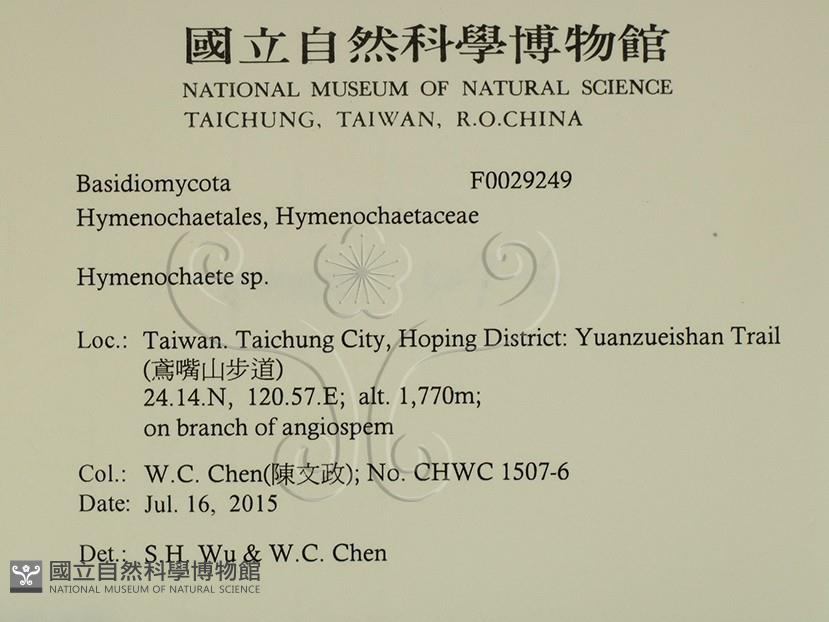 國立自然科學博物館
NATIONAL MUSEUM OF NATURAL SCIENCE
TAICHUNG, TAIWAN, R.O.CHINA
Basidiomycota F0029249
Hymenochaetales, Hymenochaetaceae
Hymenochaete sp.
Loc.: Taiwan. Taichung City, Hoping District: Yuanzueishan Trail
(鳶嘴山步道)
24.14.N, 120.57.E; alt. 1,770m;
on branch of angiospem
Col.: W.C. Chen(陳文政); No. CHWC 1507-6
Date: Jul. 16, 2015
Det.: S.H. Wu & W.C. Chen
國立自然科學博物館
NATIONAL MUSEUM OF NATURAL SCIENCE